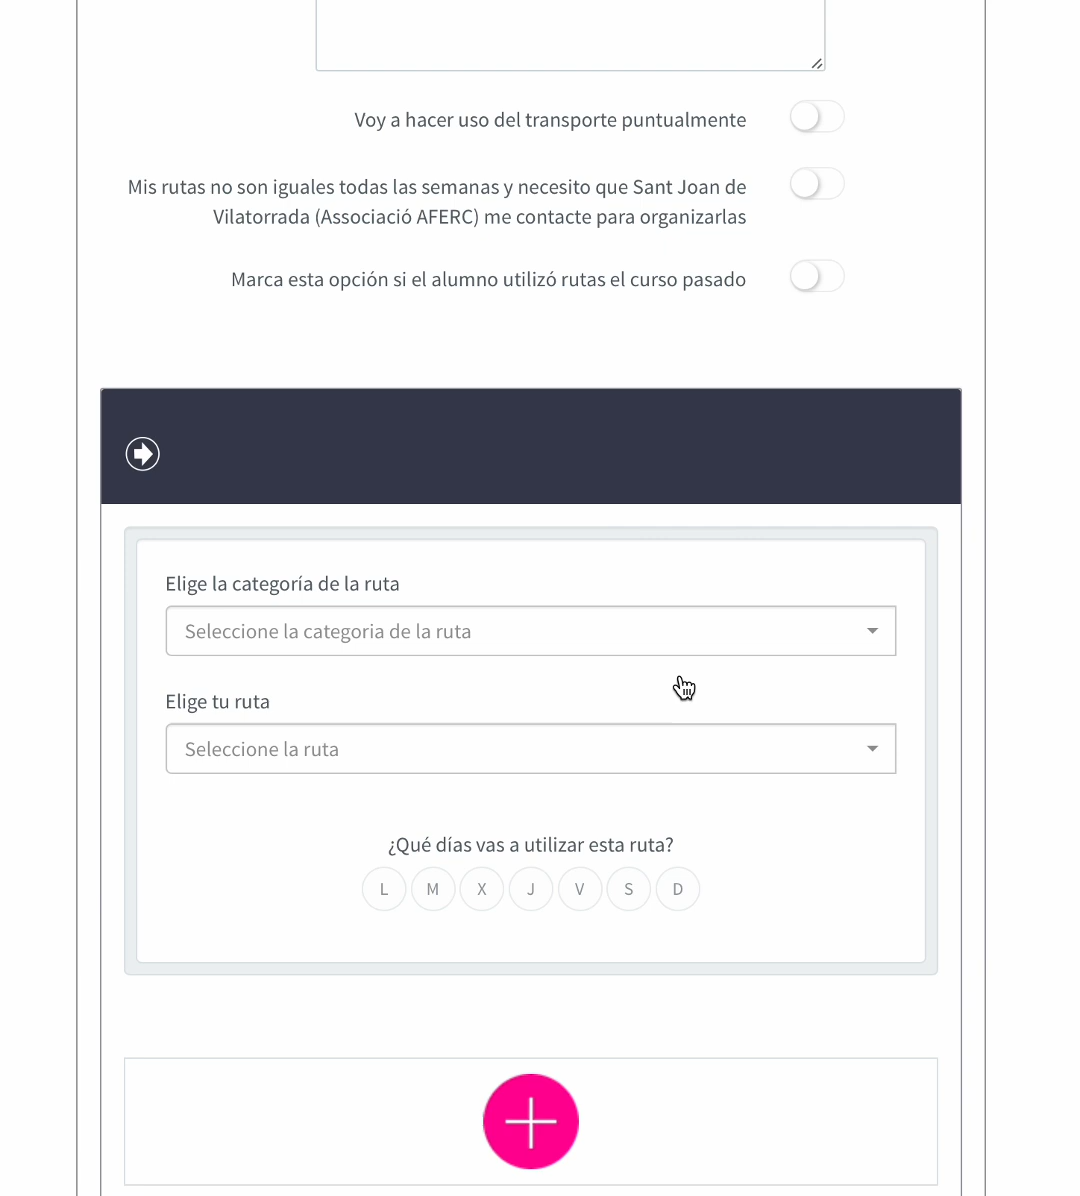 Voy a hacer uso del transporte puntualmente
Mis rutas no son iguales todas las semanas y necesito que Sant Joan de
Vilatorrada (Associació AFERC) me contacte para organizarlas
Marca esta opción si el alumno utilizó rutas el curso pasado
Elige la categoría de la ruta
Seleccione la categoria de la ruta
Elige tu ruta
Seleccione la ruta
¿Qué días vas a utilizar esta ruta?
L M X J V S D